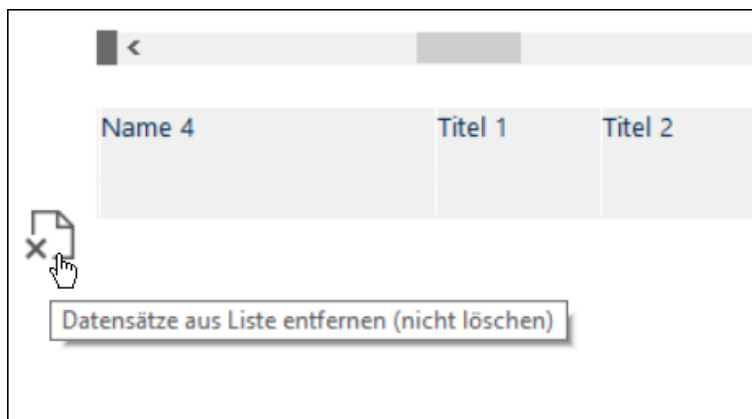 Name 4 Titel 1 Titel 2
Datensätze aus Liste entfernen (nicht löschen)